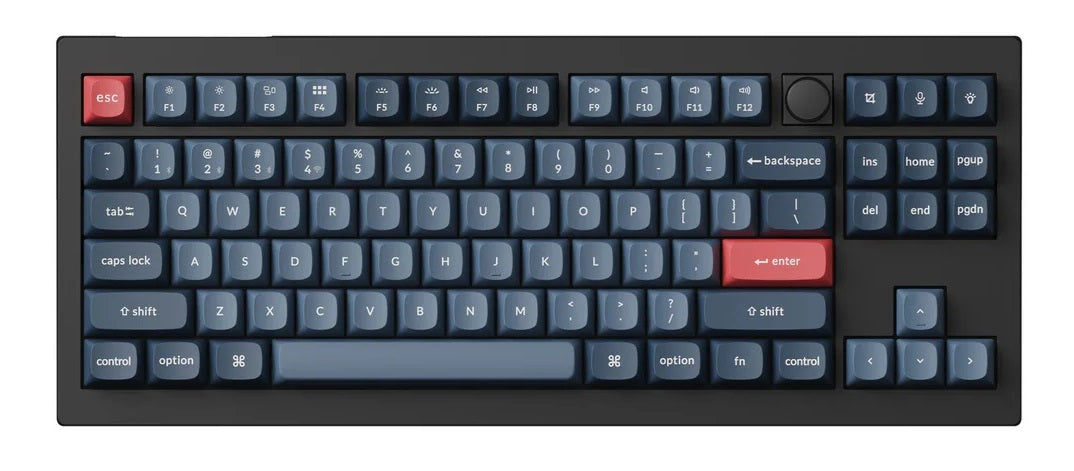 esc F1 F2 F3 F4 F5 F6 F7 F8 F9 F10 F11 F12
~ ! @ # $ % ^ & * ( ) — +
` 1 2 3 4 5 6 7 8 9 0 - = ← backspace ins home pgup
tab Q W E R T Y U I O P { } |
[ ] \ del end pgdn
caps lock A S D F G H J K L : " ↵ enter
; '
⇧ shift Z X C V B N M < > ? ⇧ shift ^
, . /
control option ⌘ ⌘ option fn control < ⌄ >